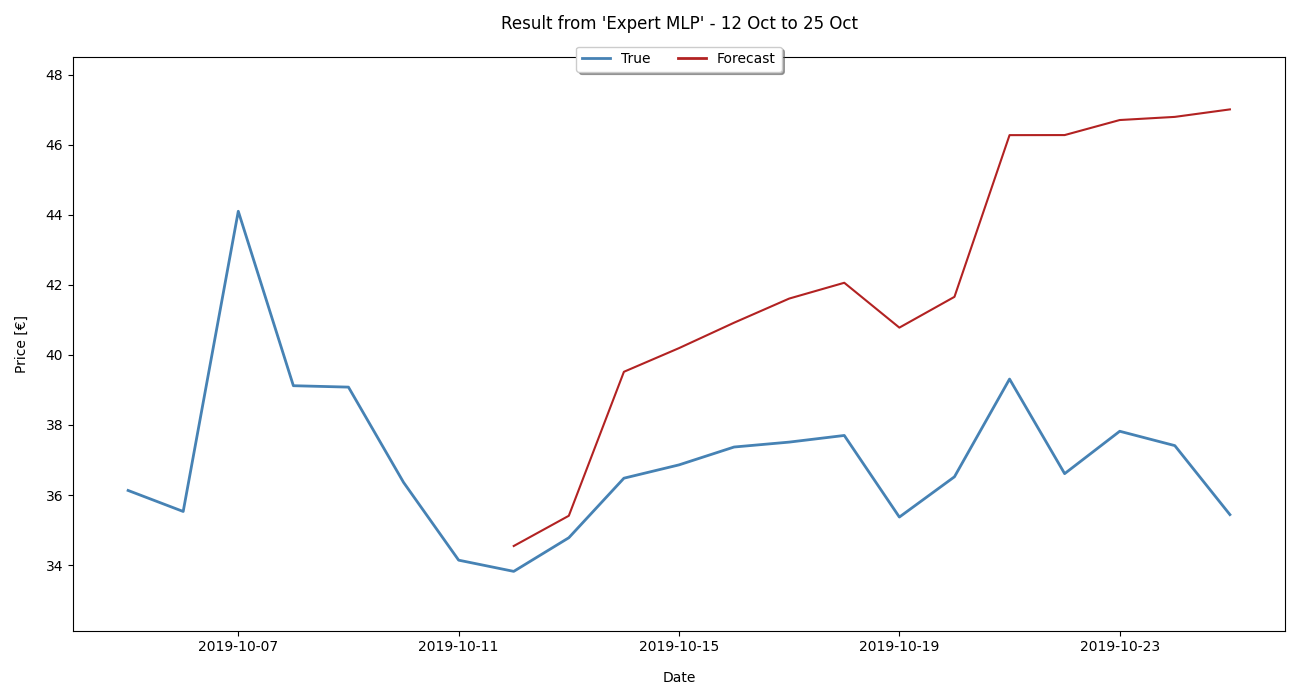 Result from 'Expert MLP' - 12 Oct to 25 Oct
True Forecast
48
46
44
42
40
38
36
34
Price [€]
2019-10-07 2019-10-11 2019-10-15 2019-10-19 2019-10-23
Date